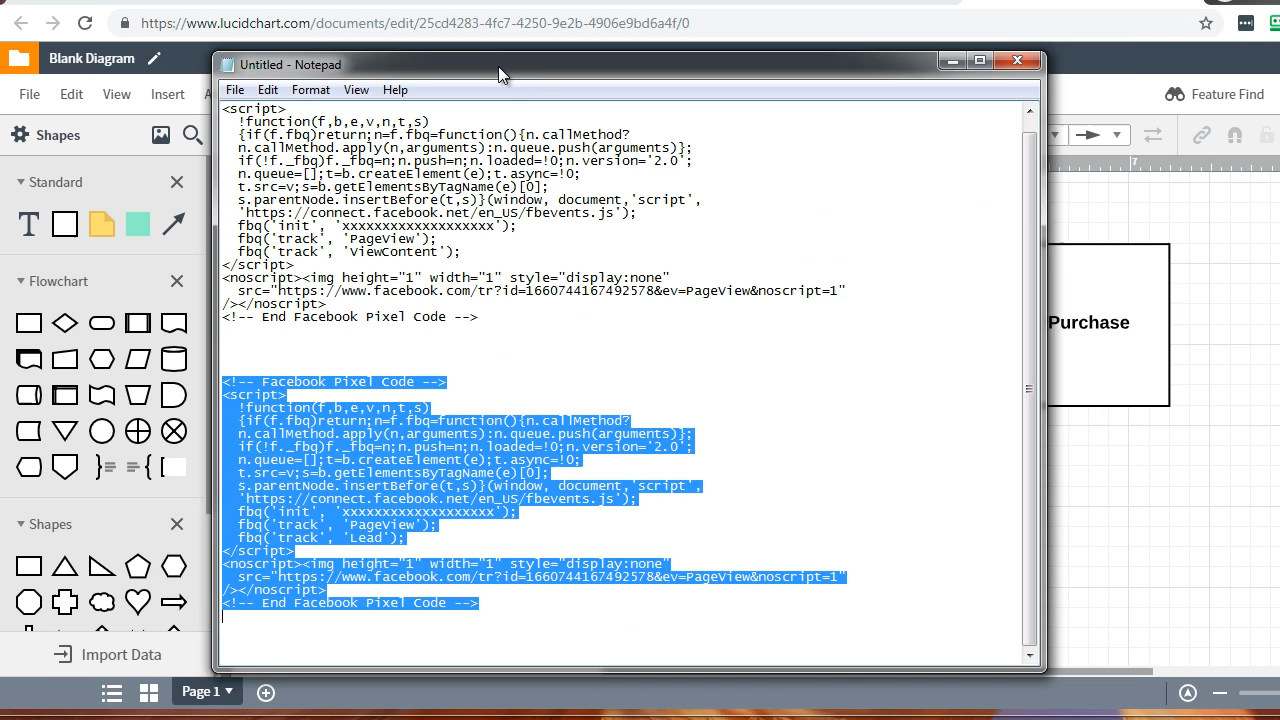 https://www.lucidchart.com/documents/edit/25cd4283-4fc7-4250-9e2b-4906e9bd6a4f/0
Blank Diagram
Untitled - Notepad
File Edit View Insert
Feature Find
File Edit Format View Help
Shapes
Standard
T
Flowchart
Shapes
Import Data
Page 1
7
Purchase
<script>
!function(f,b,e,v,n,t,s)
{if(f.fbq)return;n=f.fbq=function(){n.callMethod?
n.callMethod.apply(n,arguments):n.queue.push(arguments)};
if(!f._fbq)f._fbq=n;n.push=n;n.loaded=!0;n.version='2.0';
n.queue=[];t=b.createElement(e);t.async=!0;
t.src=v;s=b.getElementsByTagName(e)[0];
s.parentNode.insertBefore(t,s)}(window, document,'script',
'https://connect.facebook.net/en_US/fbevents.js');
fbq('init', 'xxxxxxxxxxxxxxxxxxx');
fbq('track', 'PageView');
fbq('track', 'ViewContent');
</script>
<noscript><img height="1" width="1" style="display:none"
src="https://www.facebook.com/tr?id=1660744167492578&ev=PageView&noscript=1"
/></noscript>
<!-- End Facebook Pixel Code -->
<!-- Facebook Pixel Code -->
<script>
!function(f,b,e,v,n,t,s)
{if(f.fbq)return;n=f.fbq=function(){n.callMethod?
n.callMethod.apply(n,arguments):n.queue.push(arguments)};
if(!f._fbq)f._fbq=n;n.push=n;n.loaded=!0;n.version='2.0';
n.queue=[];t=b.createElement(e);t.async=!0;
t.src=v;s=b.getElementsByTagName(e)[0];
s.parentNode.insertBefore(t,s)}(window, document,'script',
'https://connect.facebook.net/en_US/fbevents.js');
fbq('init', 'xxxxxxxxxxxxxxxxxxx');
fbq('track', 'PageView');
fbq('track', 'Lead');
</script>
<noscript><img height="1" width="1" style="display:none"
src="https://www.facebook.com/tr?id=1660744167492578&ev=PageView&noscript=1"
/></noscript>
<!-- End Facebook Pixel Code -->